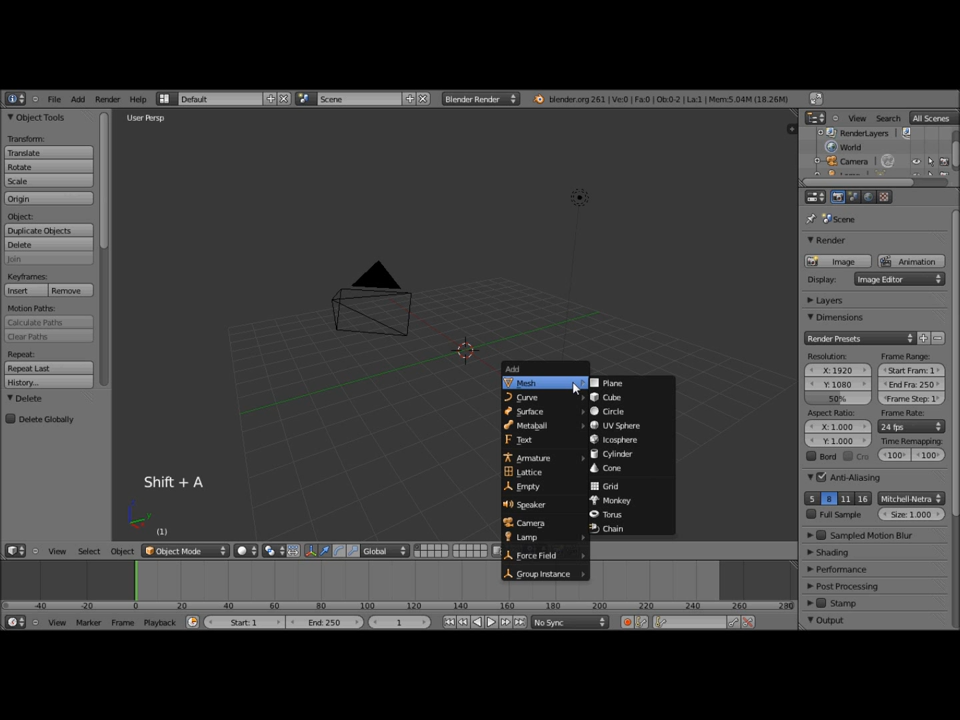 File Add Render Help Default Scene Blender Render blender.org 261 | Ve:0 | Fa:0 | Ob:0-2 | La:1 | Mem:5.04M (18.26M)
Object Tools
Transform:
Translate
Rotate
Scale
Origin
Object:
Duplicate Objects
Delete
Join
Keyframes:
Insert Remove
Motion Paths:
Calculate Paths
Clear Paths
Repeat:
Repeat Last
History...
Delete
Delete Globally
User Persp
Shift + A
(1)
Add
Mesh
Curve
Surface
Metaball
Text
Armature
Lattice
Empty
Speaker
Camera
Lamp
Force Field
Group Instance
Plane
Cube
Circle
UV Sphere
Icosphere
Cylinder
Cone
Grid
Monkey
Torus
Chain
View Select Object Object Mode Global
-40 -20 0 20 40 60 80 100 120 140 160 180 200 220 240 260 280
View Marker Frame Playback Start: 1 End: 250 1 No Sync
View Search All Scenes
RenderLayers
World
Camera
Scene
Render
Image Animation
Display: Image Editor
Layers
Dimensions
Render Presets
Resolution: Frame Range:
X: 1920 Start Fram: 1
Y: 1080 End Fra: 250
50% Frame Step: 1
Aspect Ratio: Frame Rate:
X: 1.000 24 fps
Y: 1.000 Time Remapping:
Bord Cro 100 100
Anti-Aliasing
5 8 11 16 Mitchell-Netra
Full Sample Size: 1.000
Sampled Motion Blur
Shading
Performance
Post Processing
Stamp
Output